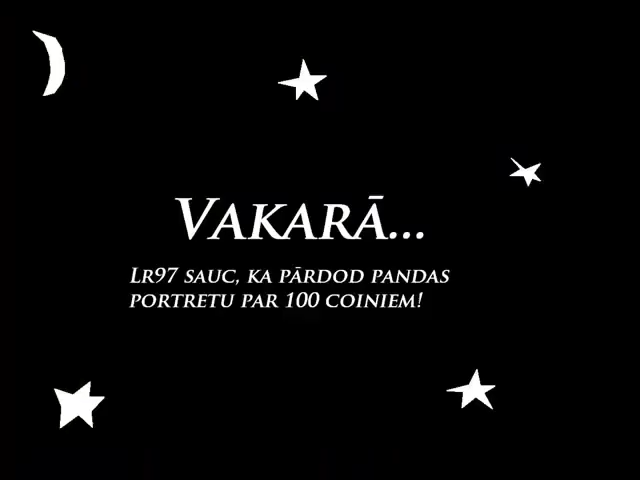 Vakarā...
Lr97 sauc, ka pārdod pandas
portretu par 100 coiniem!